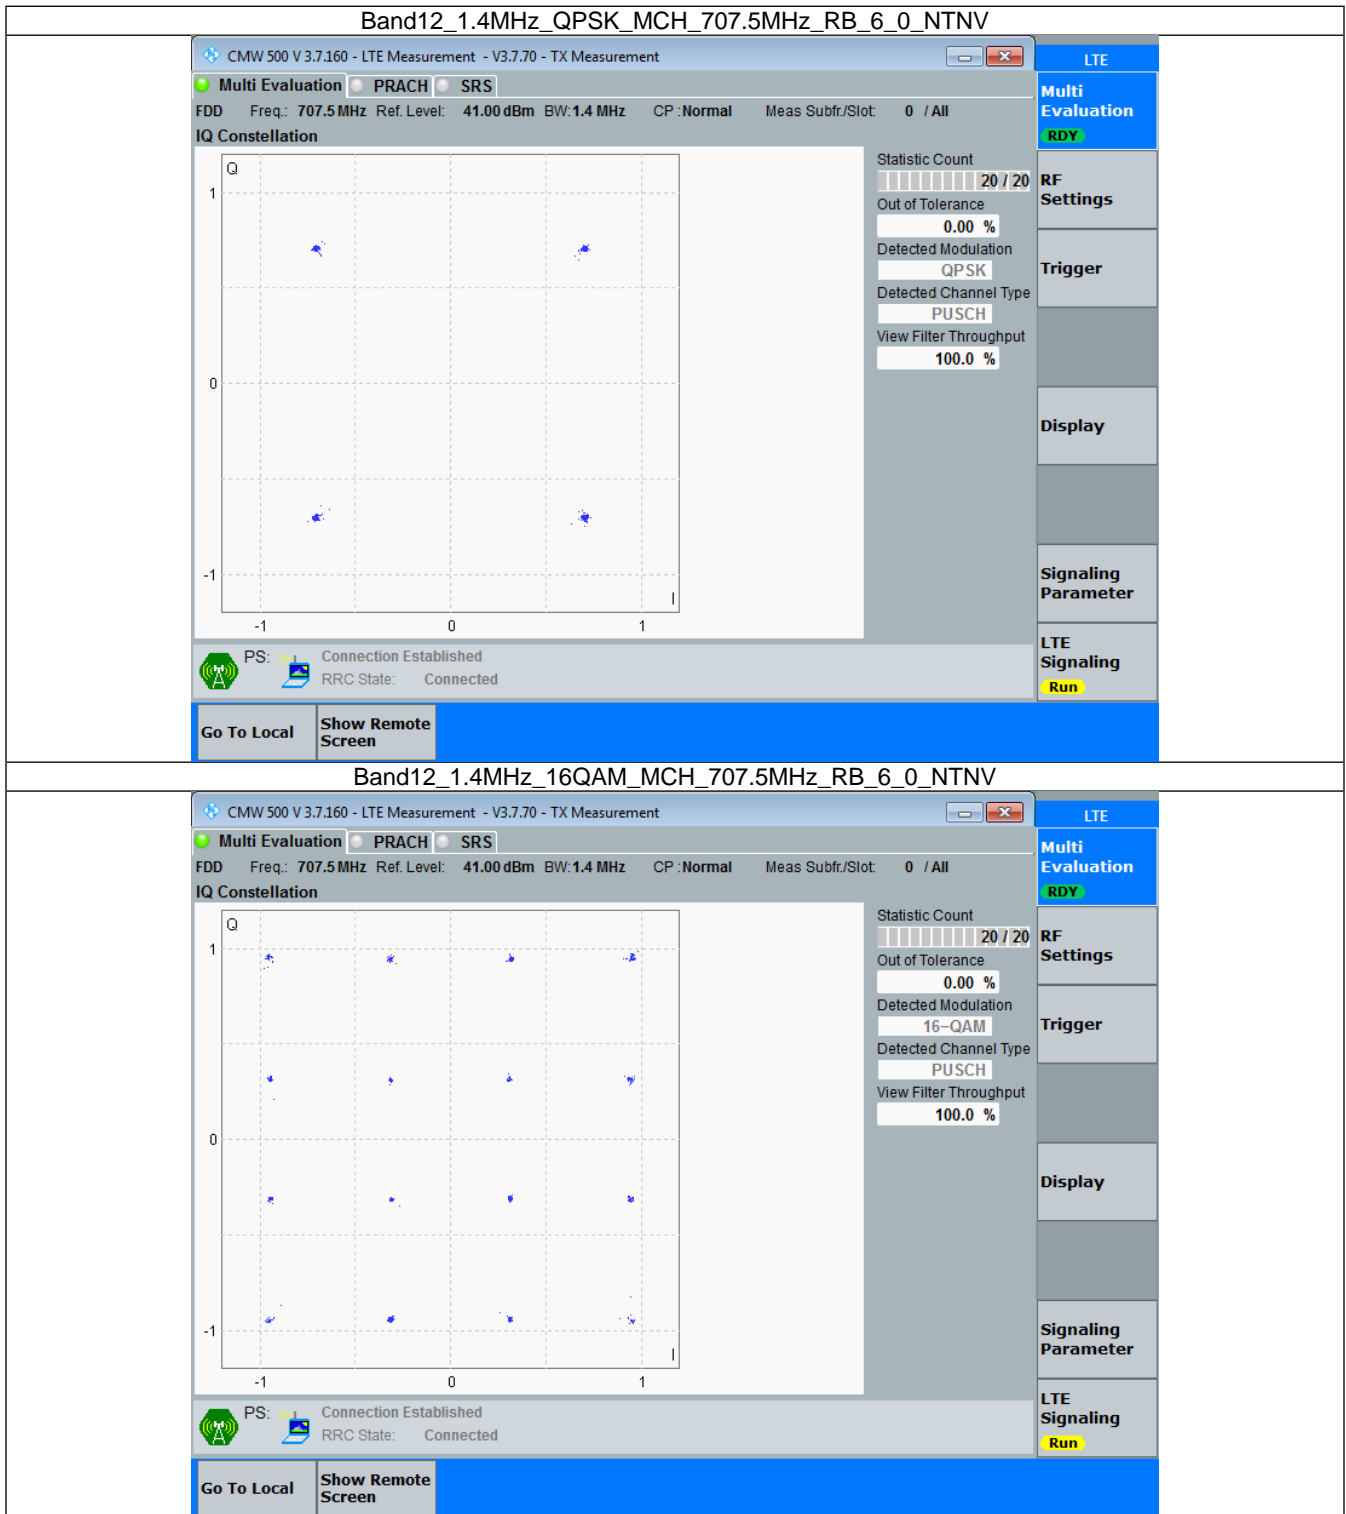 Band12_1.4MHz_QPSK_MCH_707.5MHz_RB_6_0_NTNV
CMW 500 V 3.7.160 - LTE Measurement - V3.7.70 - TX Measurement
LTE
Multi Evaluation PRACH SRS
Multi
Evaluation
RDY
FDD Freq.: 707.5 MHz Ref. Level: 41.00 dBm BW: 1.4 MHz CP : Normal Meas Subfr./Slot: 0 / All
IQ Constellation
Q
1
0
-1
I
-1 0 1
Statistic Count
20 / 20
Out of Tolerance
0.00 %
Detected Modulation
QPSK
Detected Channel Type
PUSCH
View Filter Throughput
100.0 %
RF
Settings
Trigger
Display
Signaling
Parameter
LTE
Signaling
Run
PS: Connection Established
RRC State: Connected
Go To Local
Show Remote
Screen
Band12_1.4MHz_16QAM_MCH_707.5MHz_RB_6_0_NTNV
CMW 500 V 3.7.160 - LTE Measurement - V3.7.70 - TX Measurement
LTE
Multi Evaluation PRACH SRS
Multi
Evaluation
RDY
FDD Freq.: 707.5 MHz Ref. Level: 41.00 dBm BW: 1.4 MHz CP : Normal Meas Subfr./Slot: 0 / All
IQ Constellation
Q
1
0
-1
I
-1 0 1
Statistic Count
20 / 20
Out of Tolerance
0.00 %
Detected Modulation
16-QAM
Detected Channel Type
PUSCH
View Filter Throughput
100.0 %
RF
Settings
Trigger
Display
Signaling
Parameter
LTE
Signaling
Run
PS: Connection Established
RRC State: Connected
Go To Local
Show Remote
Screen